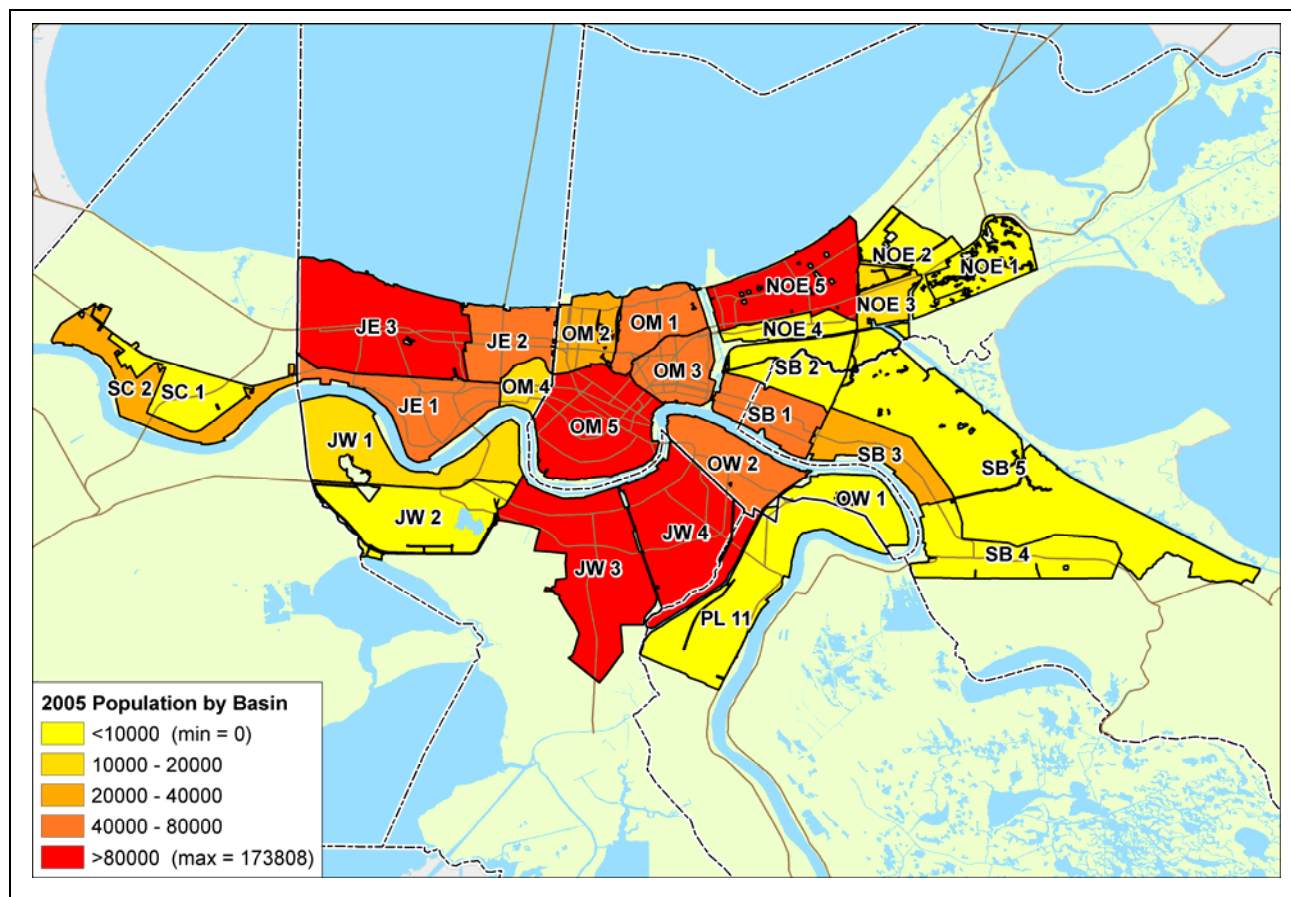 NOE 2
NOE 1
NOE 5
NOE 3
JE 3
JE 2
OM 2
OM 1
NOE 4
SB 2
OM 3
SC 2
SC 1
OM 4
JE 1
SB 1
OM 5
JW 1
SB 3
OW 2
SB 5
OW 1
JW 2
JW 4
SB 4
JW 3
PL 11
2005 Population by Basin
<10000 (min = 0)
10000 - 20000
20000 - 40000
40000 - 80000
>80000 (max = 173808)